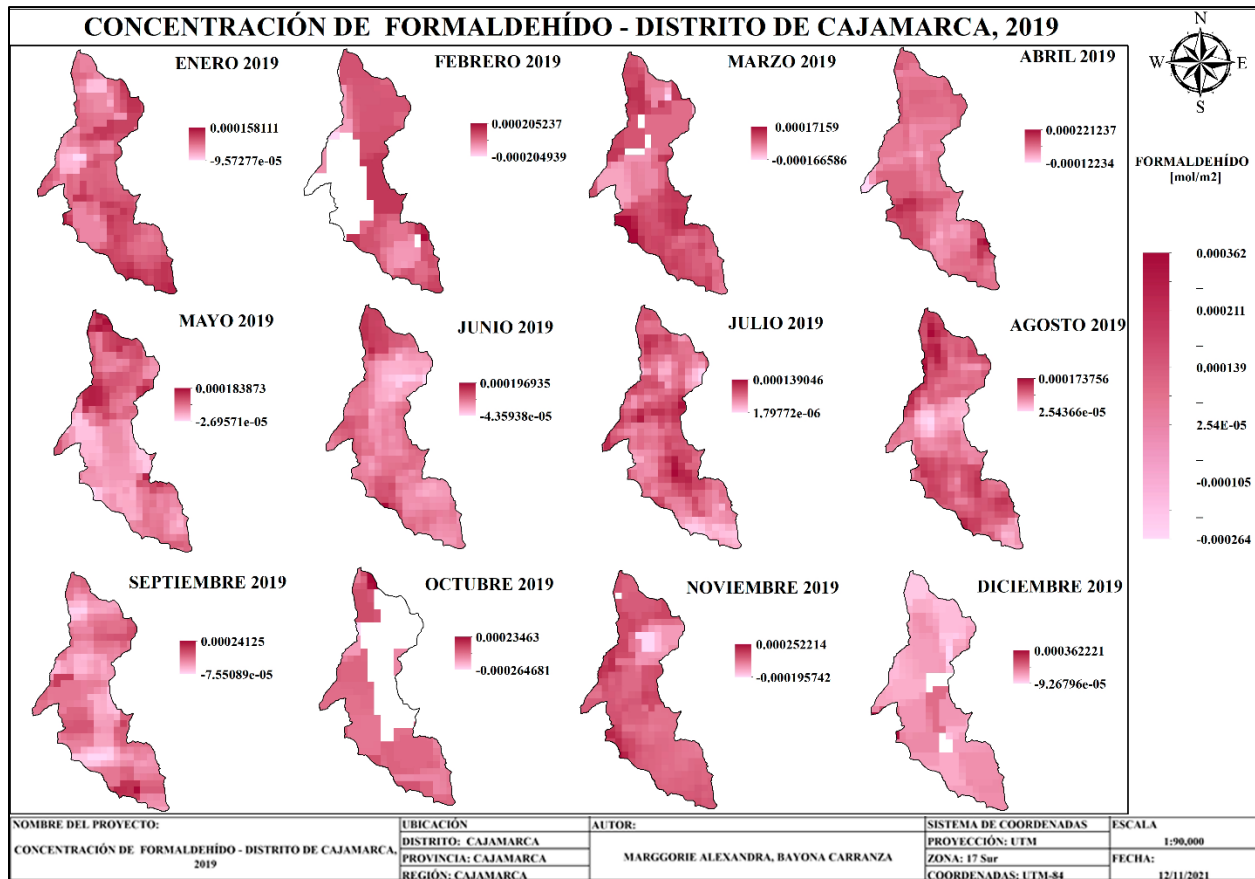 CONCENTRACIÓN DE FORMALDEHÍDO - DISTRITO DE CAJAMARCA, 2019
N
W
E
S
ENERO 2019
0.000158111
-9.57277e-05
FEBRERO 2019
0.000205237
-0.000204939
MARZO 2019
0.00017159
-0.000166586
ABRIL 2019
0.000221237
-0.00012234
FORMALDEHÍDO
[mol/m2]
0.000362
–
0.000211
–
0.000139
–
2.54E-05
–
-0.000105
–
-0.000264
MAYO 2019
0.000183873
-2.69571e-05
JUNIO 2019
0.000196935
-4.35938e-05
JULIO 2019
0.000139046
1.79772e-06
AGOSTO 2019
0.000173756
2.54366e-05
SEPTIEMBRE 2019
0.00024125
-7.55089e-05
OCTUBRE 2019
0.00023463
-0.000264681
NOVIEMBRE 2019
0.000252214
-0.000195742
DICIEMBRE 2019
0.000362221
-9.26796e-05
NOMBRE DEL PROYECTO:
CONCENTRACIÓN DE FORMALDEHÍDO - DISTRITO DE CAJAMARCA,
2019
UBICACIÓN
DISTRITO: CAJAMARCA
PROVINCIA: CAJAMARCA
REGIÓN: CAJAMARCA
AUTOR:
MARGGORIE ALEXANDRA, BAYONA CARRANZA
SISTEMA DE COORDENADAS
PROYECCIÓN: UTM
ZONA: 17 Sur
COORDENADAS: UTM-84
ESCALA
1:90,000
FECHA:
12/11/2021